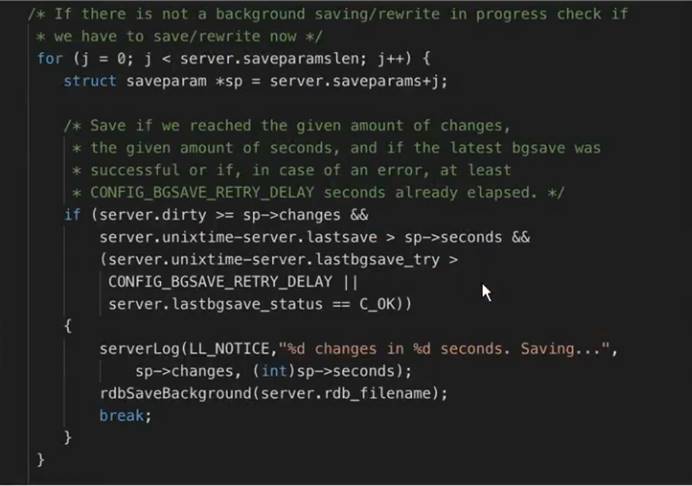 /* If there is not a background saving/rewrite in progress check if
* we have to save/rewrite now */
for (j = 0; j < server.saveparamslen; j++) {
struct saveparam *sp = server.saveparams+j;
/* Save if we reached the given amount of changes,
* the given amount of seconds, and if the latest bgsave was
* successful or if, in case of an error, at least
* CONFIG_BGSAVE_RETRY_DELAY seconds already elapsed. */
if (server.dirty >= sp->changes &&
server.unixtime-server.lastsave > sp->seconds &&
(server.unixtime-server.lastbgsave_try >
CONFIG_BGSAVE_RETRY_DELAY ||
server.lastbgsave_status == C_OK))
{
serverLog(LL_NOTICE,"%d changes in %d seconds. Saving...",
sp->changes, (int)sp->seconds);
rdbSaveBackground(server.rdb_filename);
break;
}
}